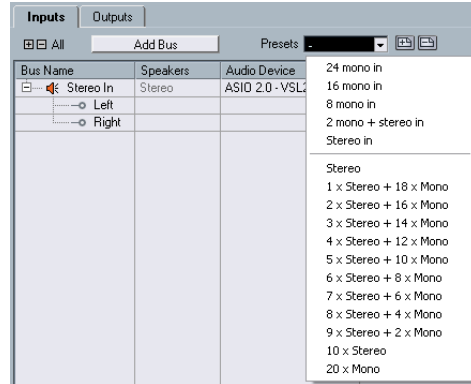 Inputs Outputs
All Add Bus Presets -
Bus Name Speakers Audio Device
Stereo In Stereo ASIO 2.0 - VSL2
Left
Right
24 mono in
16 mono in
8 mono in
2 mono + stereo in
Stereo in
Stereo
1 x Stereo + 18 x Mono
2 x Stereo + 16 x Mono
3 x Stereo + 14 x Mono
4 x Stereo + 12 x Mono
5 x Stereo + 10 x Mono
6 x Stereo + 8 x Mono
7 x Stereo + 6 x Mono
8 x Stereo + 4 x Mono
9 x Stereo + 2 x Mono
10 x Stereo
20 x Mono